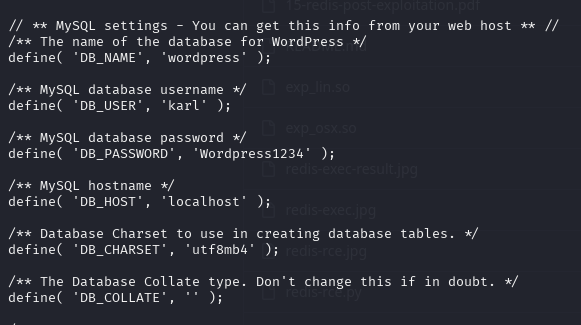 15-redis-post-exploitation.pdf
// ** MySQL settings - You can get this info from your web host ** //
/** The name of the database for WordPress */
define( 'DB_NAME', 'wordpress' );
exp_lin.so
/** MySQL database username */
define( 'DB_USER', 'karl' );
exp_osx.so
/** MySQL database password */
define( 'DB_PASSWORD', 'Wordpress1234' );
redis-exec-result.jpg
/** MySQL hostname */
define( 'DB_HOST', 'localhost' );
redis-exec.jpg
/** Database Charset to use in creating database tables. */
define( 'DB_CHARSET', 'utf8mb4' );
redis-rce.jpg
/** The Database Collate type. Don't change this if in doubt. */
define( 'DB_COLLATE', '' );
redis-rce.py